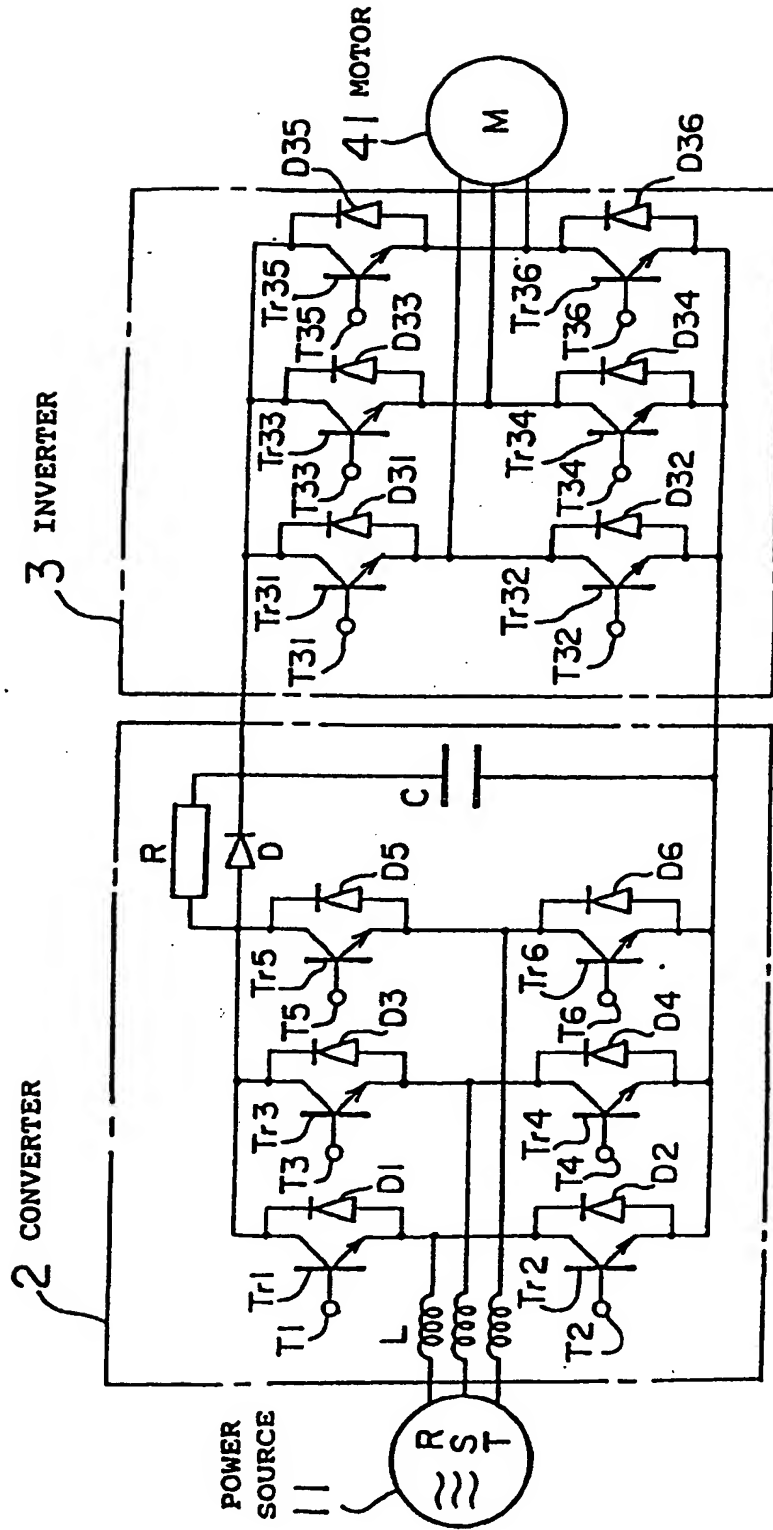 2 CONVERTER
3 INVERTER
POWER
SOURCE
11
R
S
T
L
T1
Tr1
D1
T3
Tr3
D3
T5
Tr5
D5
T2
Tr2
D2
T4
Tr4
D4
T6
Tr6
D6
R
D
C
T31
Tr31
D31
T33
Tr33
D33
T35
Tr35
D35
T32
Tr32
D32
T34
Tr34
D34
T36
Tr36
D36
41 MOTOR
M